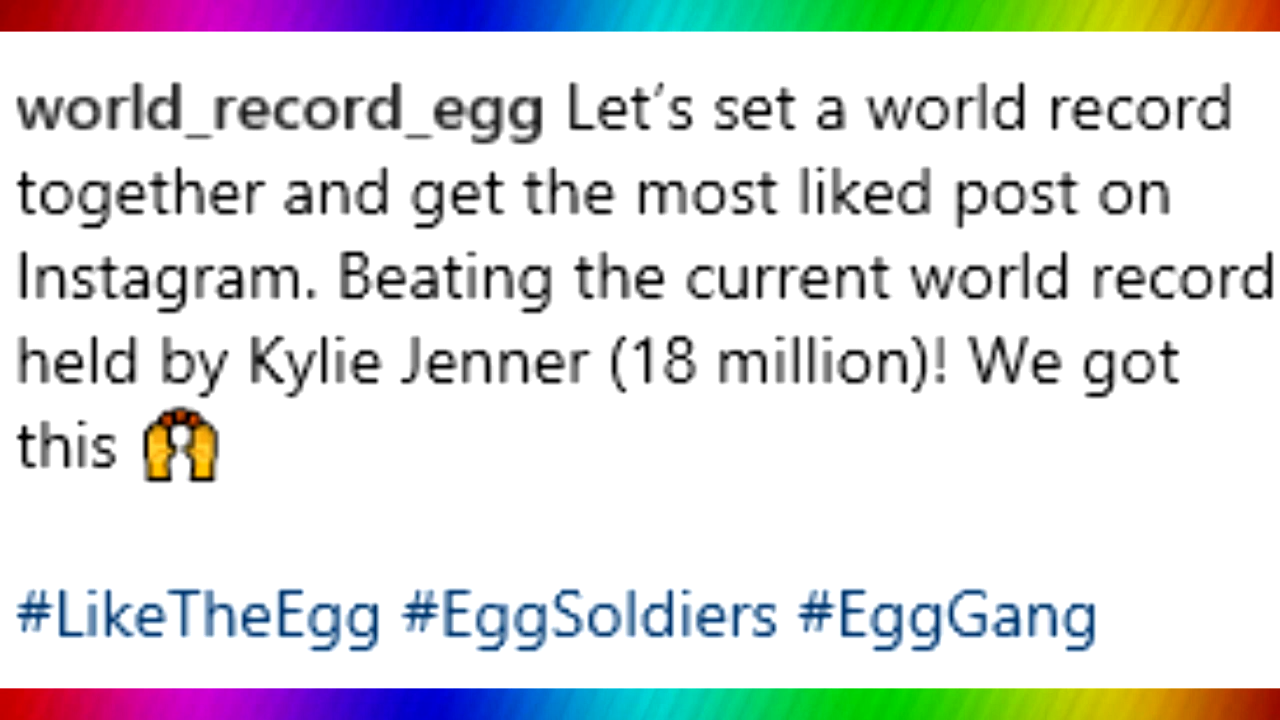 world_record_egg Let's set a world record
together and get the most liked post on
Instagram. Beating the current world record
held by Kylie Jenner (18 million)! We got
this 🙌
#LikeTheEgg #EggSoldiers #EggGang